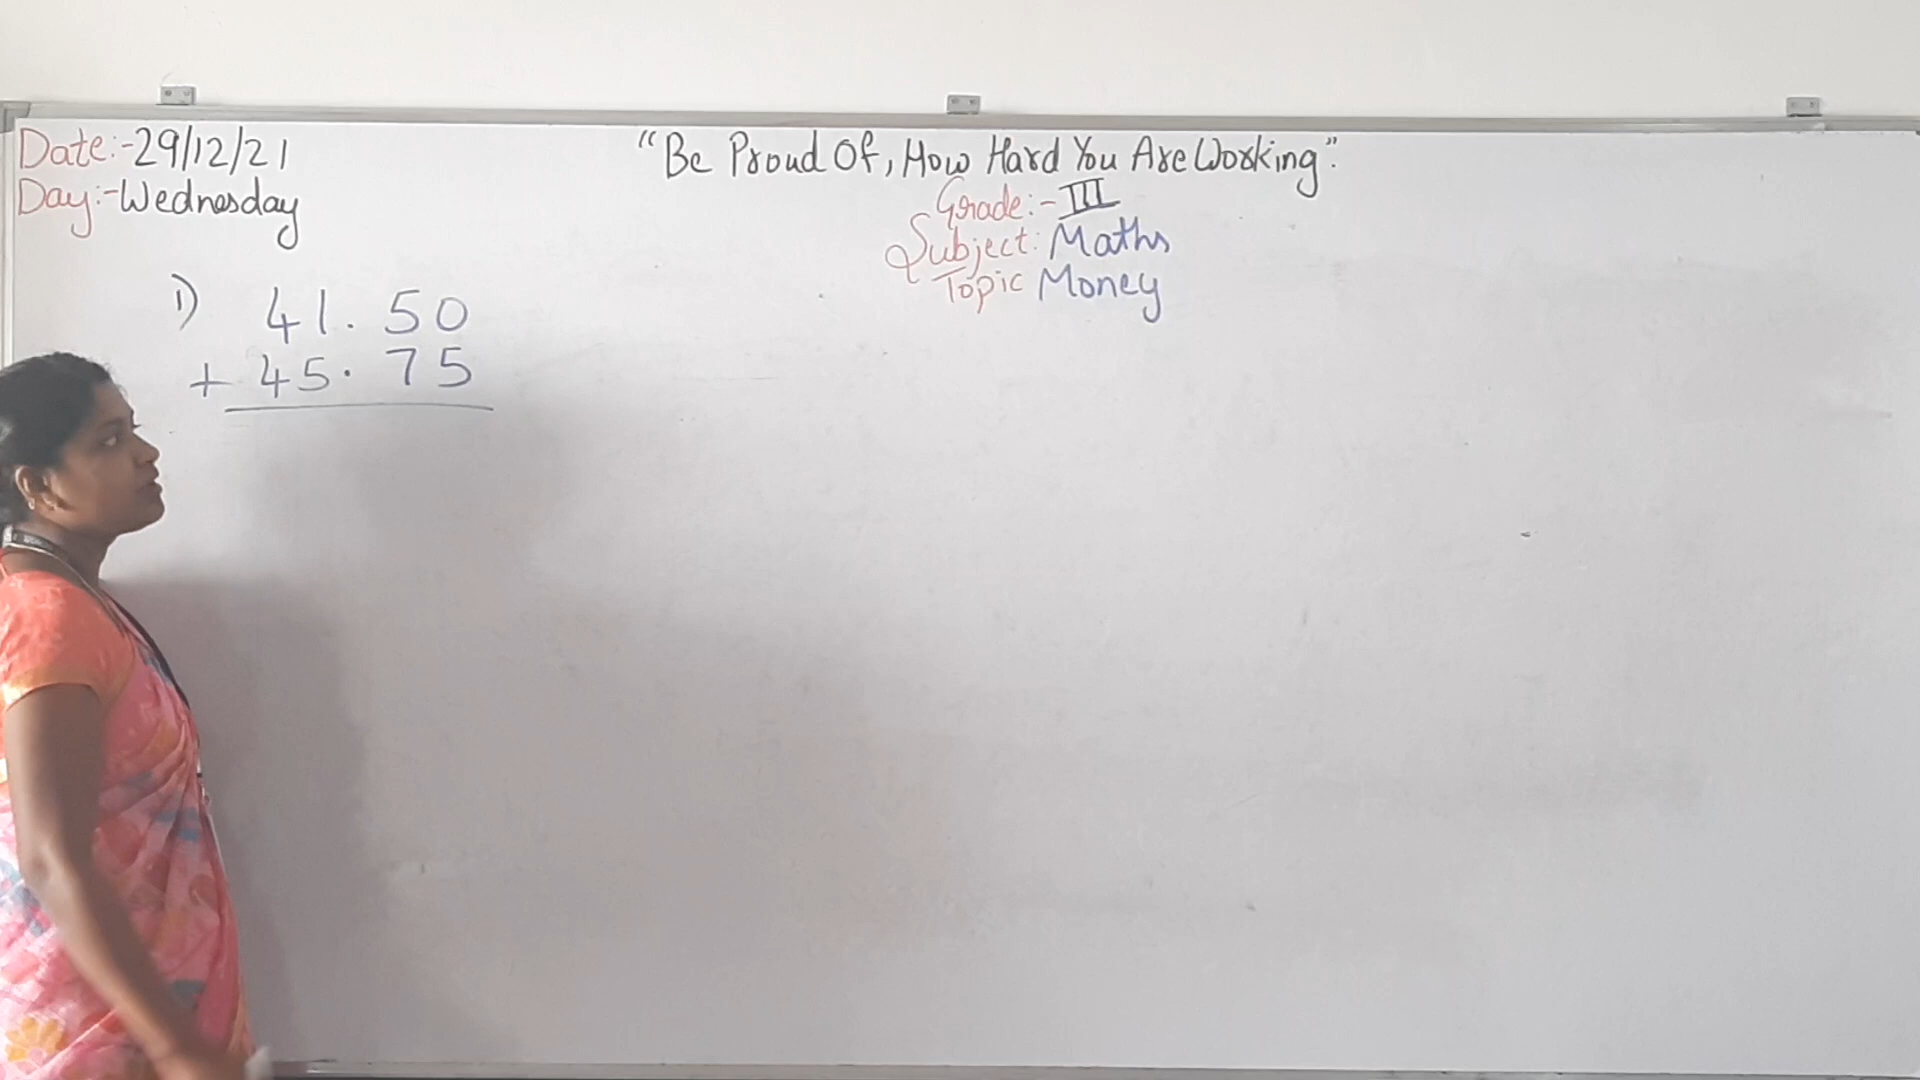 Date:-29/12/21
Day:-Wednesday
"Be Proud Of, How Hard You Are Working".
Grade:- III
Subject: Maths
Topic Money
1) 41.50
+ 45.75